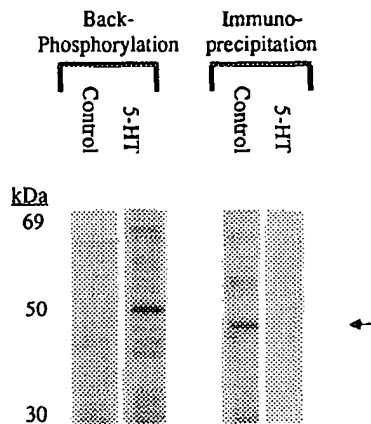 Back-
Phosphorylation
Immuno-
precipitation
Control
5-HT
Control
5-HT
kDa
69
50
30